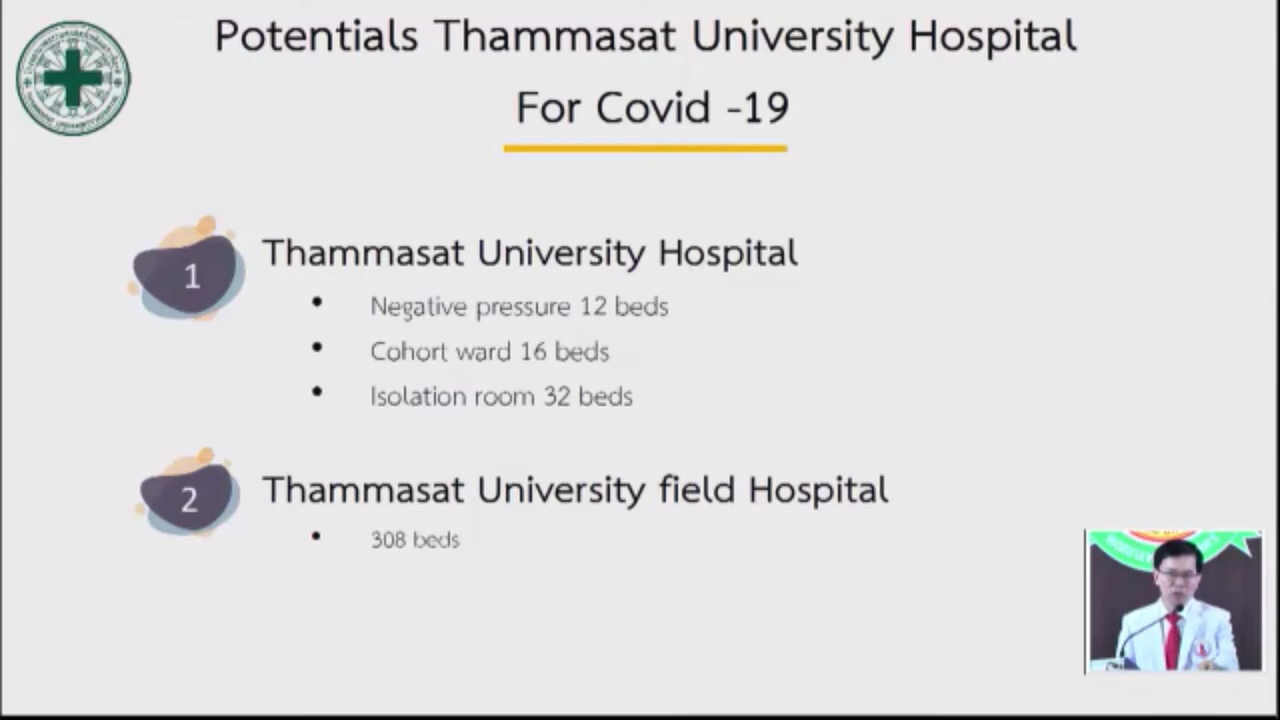 Potentials Thammasat University Hospital
For Covid -19
1
Thammasat University Hospital
• Negative pressure 12 beds
• Cohort ward 16 beds
• Isolation room 32 beds
2
Thammasat University field Hospital
• 308 beds